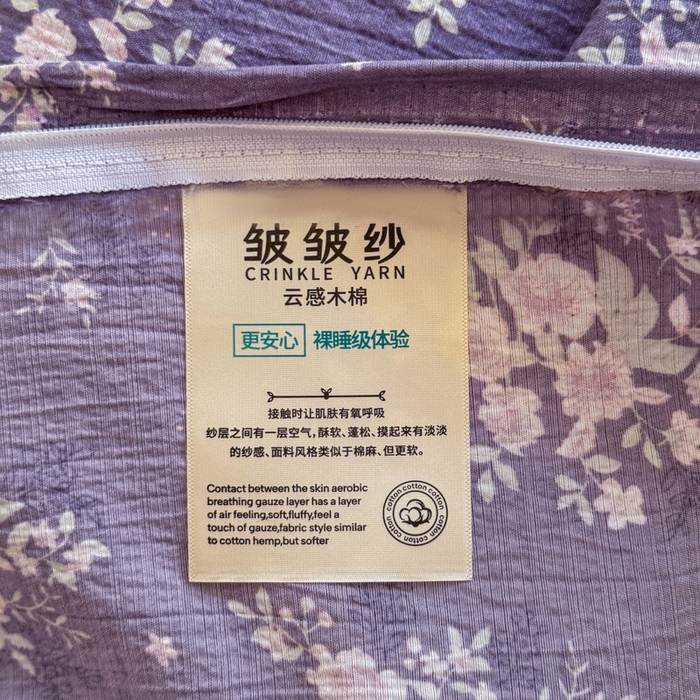 皱皱纱
CRINKLE YARN
云感木棉
更安心 裸睡级体验
接触时让肌肤有氧呼吸
纱层之间有一层空气,酥软、蓬松、摸起来有淡淡
的纱感、面料风格类似于棉麻、但更软。
Contact between the skin aerobic
breathing gauze layer has a layer
of air feeling,soft,fluffy,feel a
touch of gauze,fabric style similar
to cotton hemp,but softer
cotton cotton cotton cotton cotton cotton